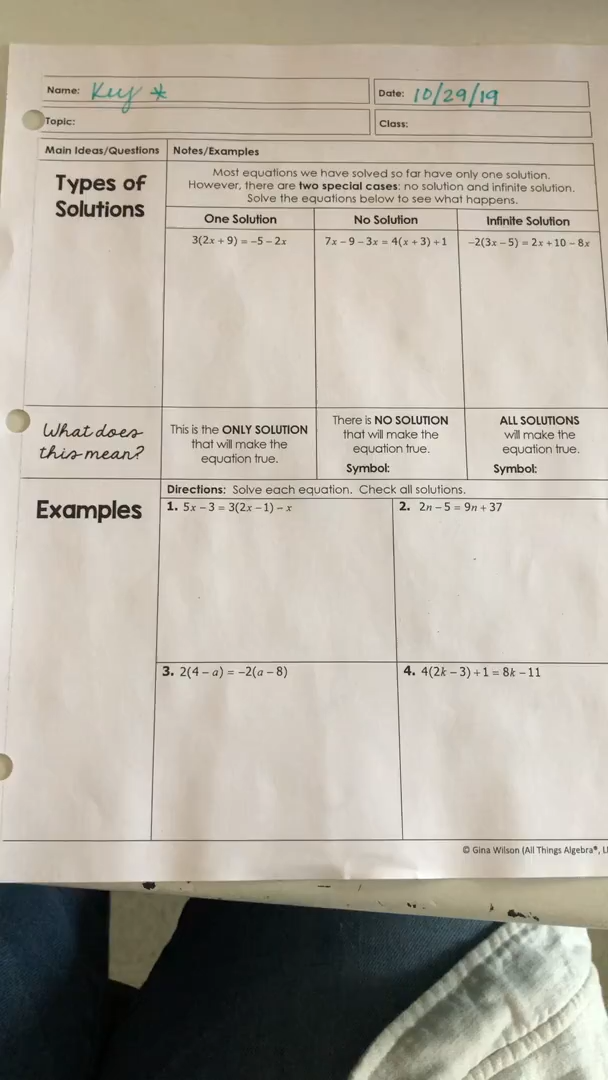 Name: Key *
Date: 10/29/19
Topic:
Class:
Main Ideas/Questions
Notes/Examples
Types of
Solutions
Most equations we have solved so far have only one solution.
However, there are two special cases: no solution and infinite solution.
Solve the equations below to see what happens.
One Solution
No Solution
Infinite Solution
3(2x + 9) = –5 – 2x
7x – 9 – 3x = 4(x + 3) + 1
–2(3x – 5) = 2x + 10 – 8x
What does
this mean?
This is the ONLY SOLUTION
that will make the
equation true.
There is NO SOLUTION
that will make the
equation true.
Symbol:
ALL SOLUTIONS
will make the
equation true.
Symbol:
Examples
Directions: Solve each equation. Check all solutions.
1. 5x – 3 = 3(2x – 1) – x
2. 2n – 5 = 9n + 37
3. 2(4 – a) = –2(a – 8)
4. 4(2k – 3) + 1 = 8k – 11
© Gina Wilson (All Things Algebra®,